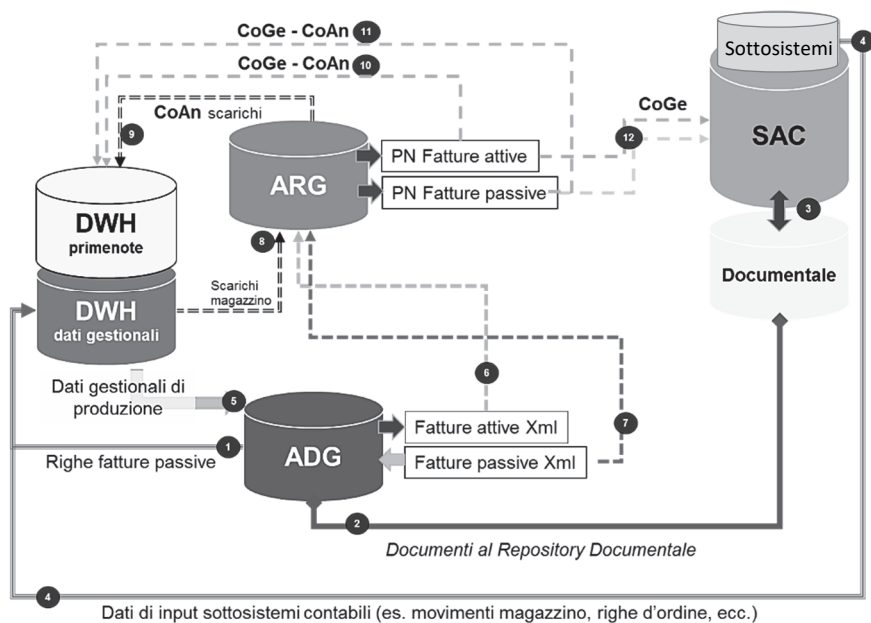 CoGe - CoAn 11
CoGe - CoAn 10
CoAn scarichi
9
Sottosistemi
4
SAC
CoGe
12
PN Fatture attive
PN Fatture passive
ARG
3
DWH
primenote
8
Scarichi
magazzino
Documentale
DWH
dati gestionali
6
7
Dati gestionali di
produzione
5
Fatture attive Xml
Fatture passive Xml
ADG
1
Righe fatture passive
2
Documenti al Repository Documentale
4
Dati di input sottosistemi contabili (es. movimenti magazzino, righe d'ordine, ecc.)